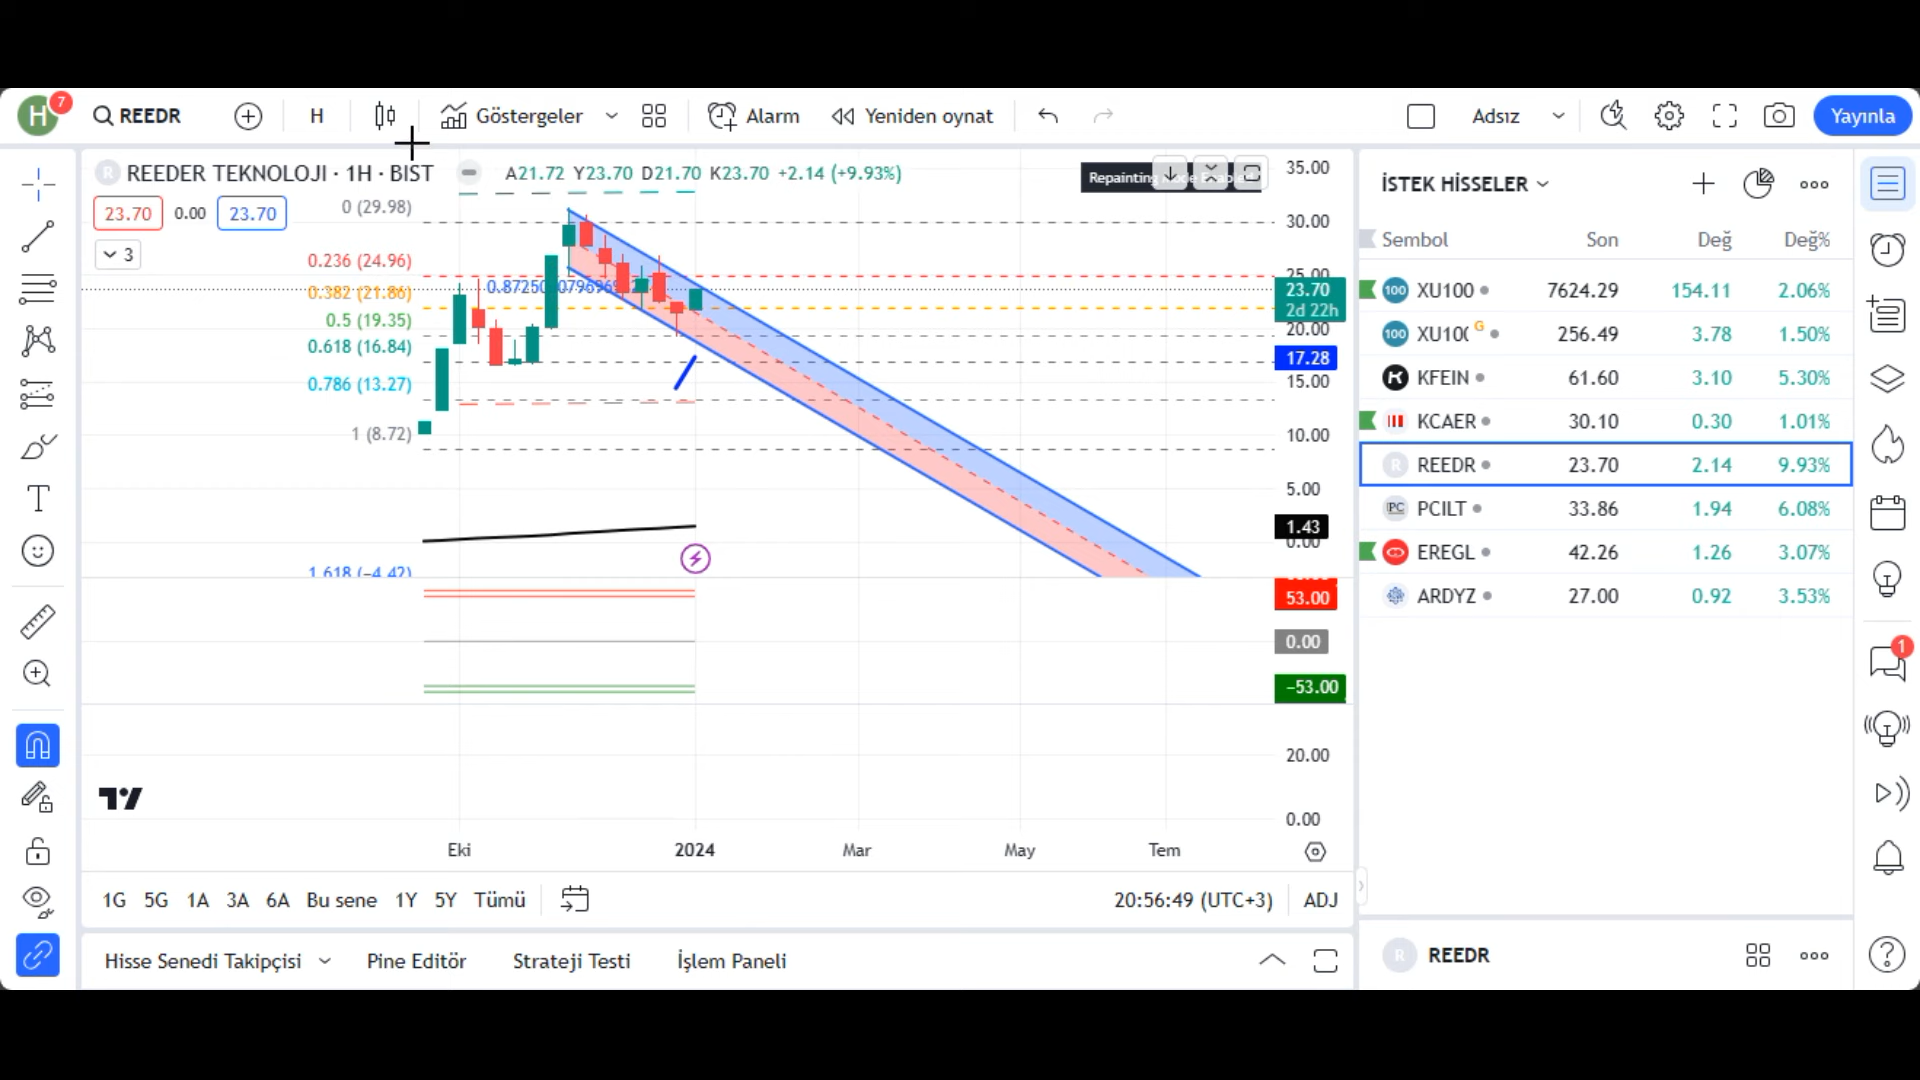 H 7 REEDR H Göstergeler Alarm Yeniden oynat Adsız Yayınla
R REEDER TEKNOLOJI · 1H · BIST A21.72 Y23.70 D21.70 K23.70 +2.14 (+9.93%)
Repainting
23.70 0.00 23.70
3
0 (29.98)
0.236 (24.96)
0.382 (21.86)
0.5 (19.35)
0.618 (16.84)
0.786 (13.27)
1 (8.72)
1.618 (−4.42)
35.00
30.00
25.00
23.70
2d 22h
20.00
17.28
15.00
10.00
5.00
1.43
0.00
53.00
0.00
−53.00
20.00
0.00
Eki 2024 Mar May Tem
1G 5G 1A 3A 6A Bu sene 1Y 5Y Tümü 20:56:49 (UTC+3) ADJ
Hisse Senedi Takipçisi Pine Editör Strateji Testi İşlem Paneli
İSTEK HİSSELER
Sembol Son Değ Değ%
100 XU100 7624.29 154.11 2.06%
100 XU10( G 256.49 3.78 1.50%
KFEIN 61.60 3.10 5.30%
KCAER 30.10 0.30 1.01%
R REEDR 23.70 2.14 9.93%
PC PCILT 33.86 1.94 6.08%
EREGL 42.26 1.26 3.07%
ARDYZ 27.00 0.92 3.53%
1
R REEDR